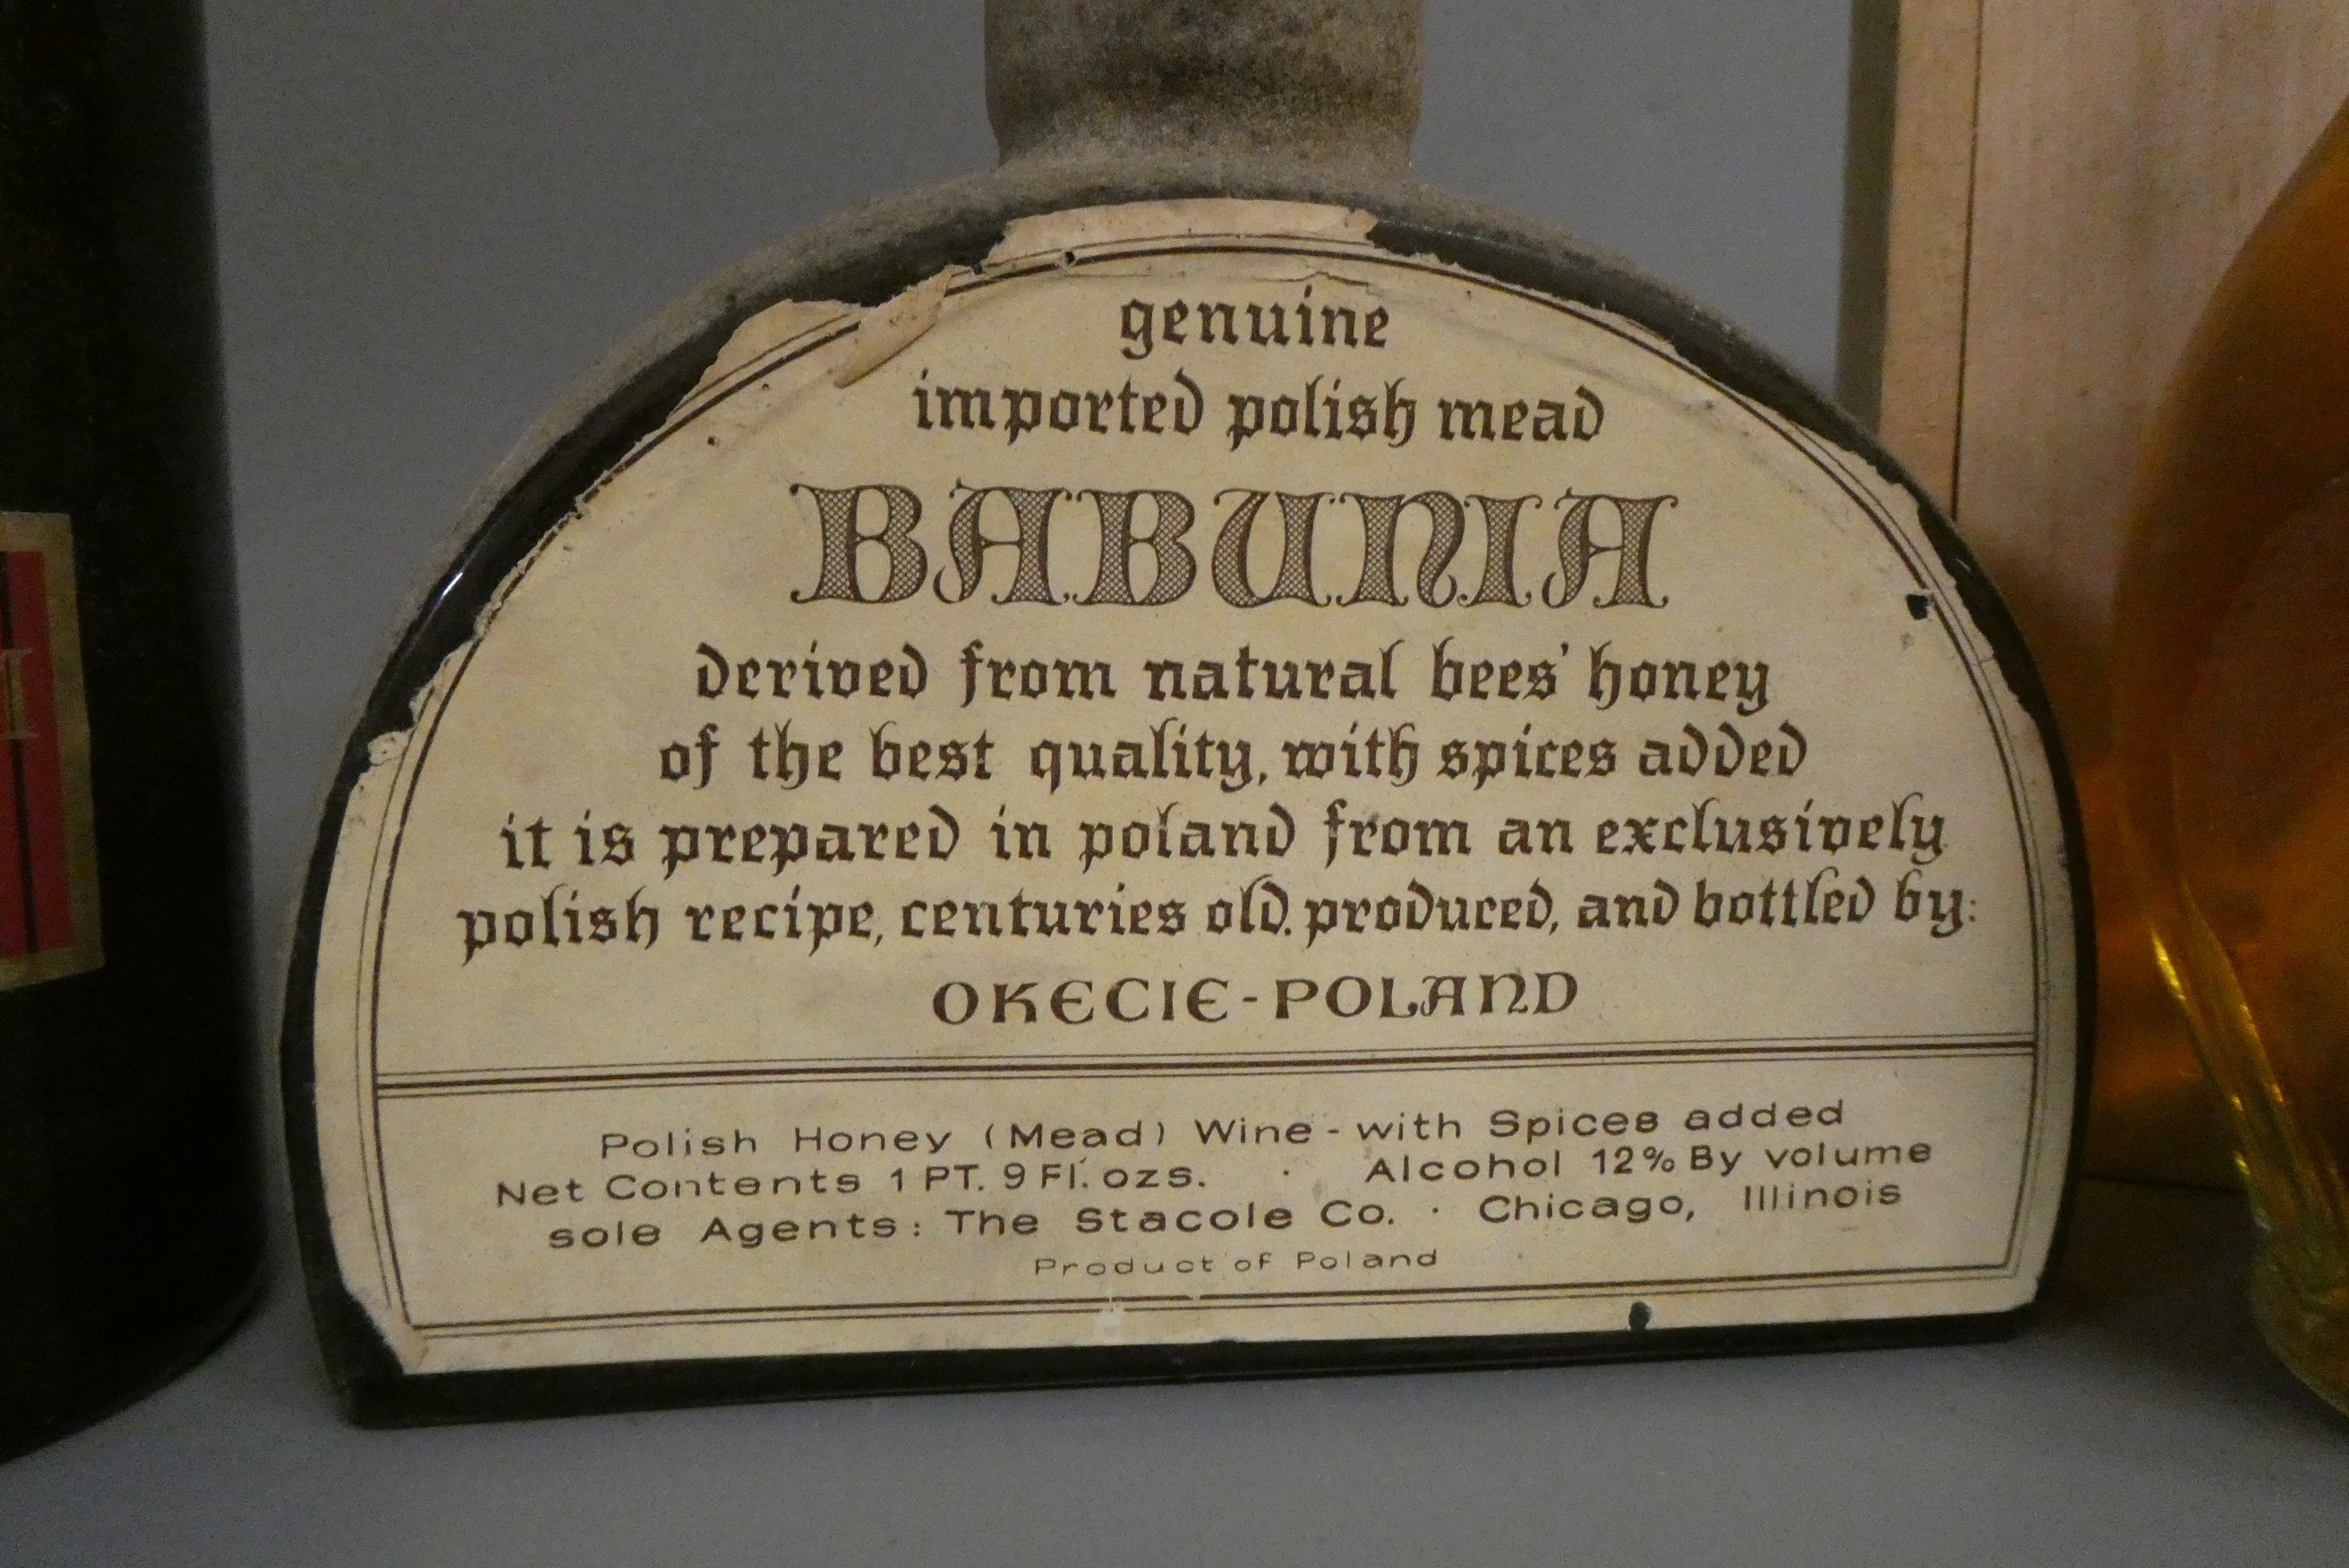 genuine
imported polish mead
BABUNIA
derived from natural bees' honey
of the best quality, with spices added
it is prepared in poland from an exclusively
polish recipe, centuries old. produced, and bottled by:
OKECIE-POLAND
Polish Honey (Mead) Wine - with Spices added
Net Contents 1 PT. 9 Fl. ozs. · Alcohol 12% By volume
sole Agents: The Stacole Co. · Chicago, Illinois
Product of Poland